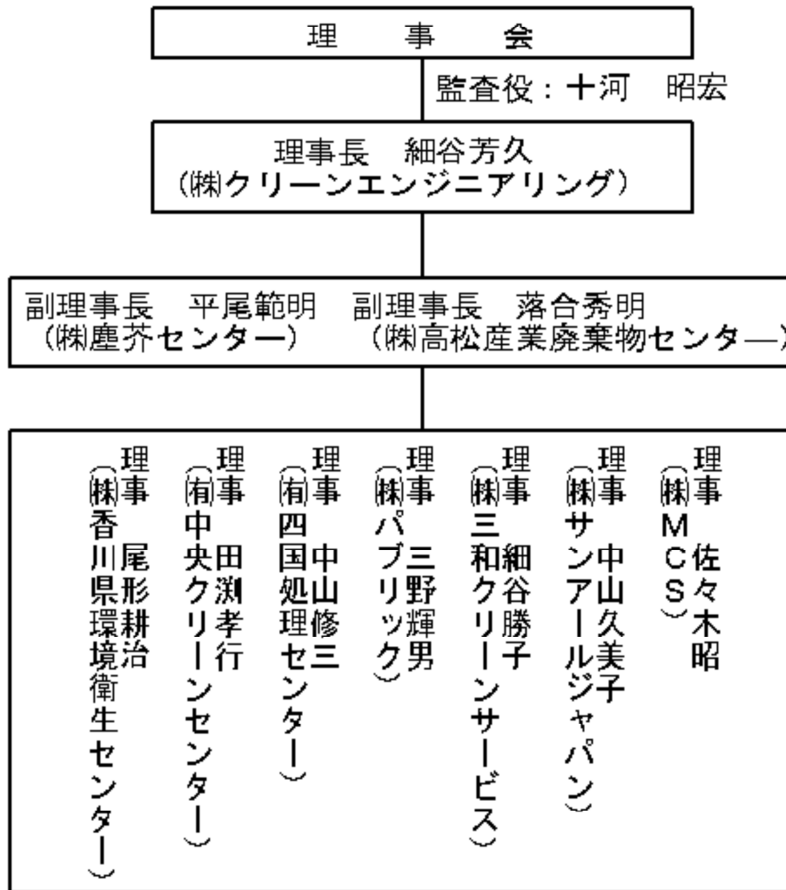 理 事 会
監査役：十河 昭宏
理事長 細谷芳久
（㈱クリーンエンジニアリング）
副理事長 平尾範明 副理事長 落合秀明
（㈱塵芥センター） （㈱高松産業廃棄物センター）
理事 佐々木昭
（㈱ＭＣＳ）
理事 中山久美子
（㈱サンアールジャパン）
理事 細谷勝子
（㈱三和クリーンサービス）
理事 三野輝男
（㈱パブリック）
理事 中山修三
（㈲四国処理センター）
理事 田渕孝行
（㈲中央クリーンセンター）
理事 尾形耕治
（㈱香川県環境衛生センター）